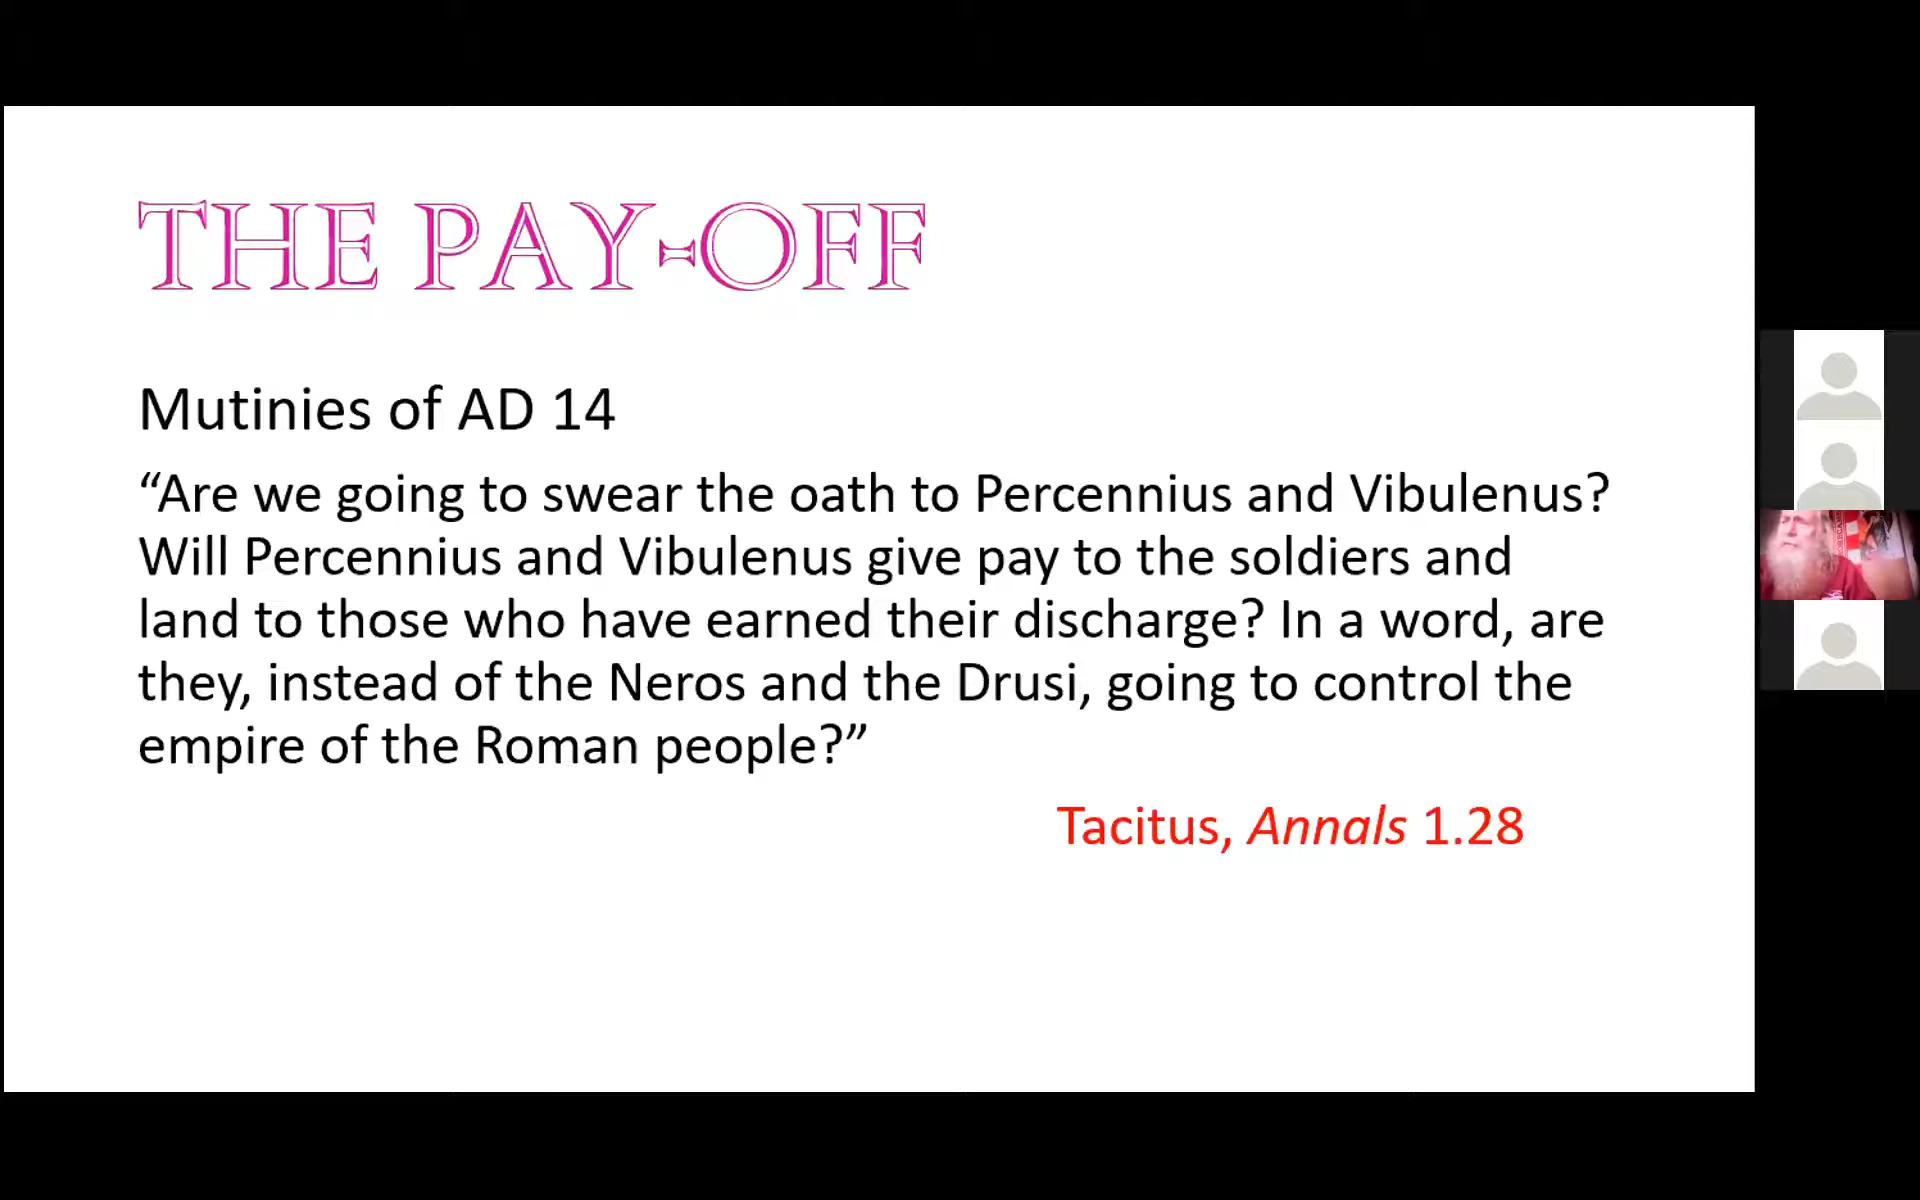 THE PAY-OFF
Mutinies of AD 14
“Are we going to swear the oath to Percennius and Vibulenus?
Will Percennius and Vibulenus give pay to the soldiers and
land to those who have earned their discharge? In a word, are
they, instead of the Neros and the Drusi, going to control the
empire of the Roman people?”
Tacitus, Annals 1.28